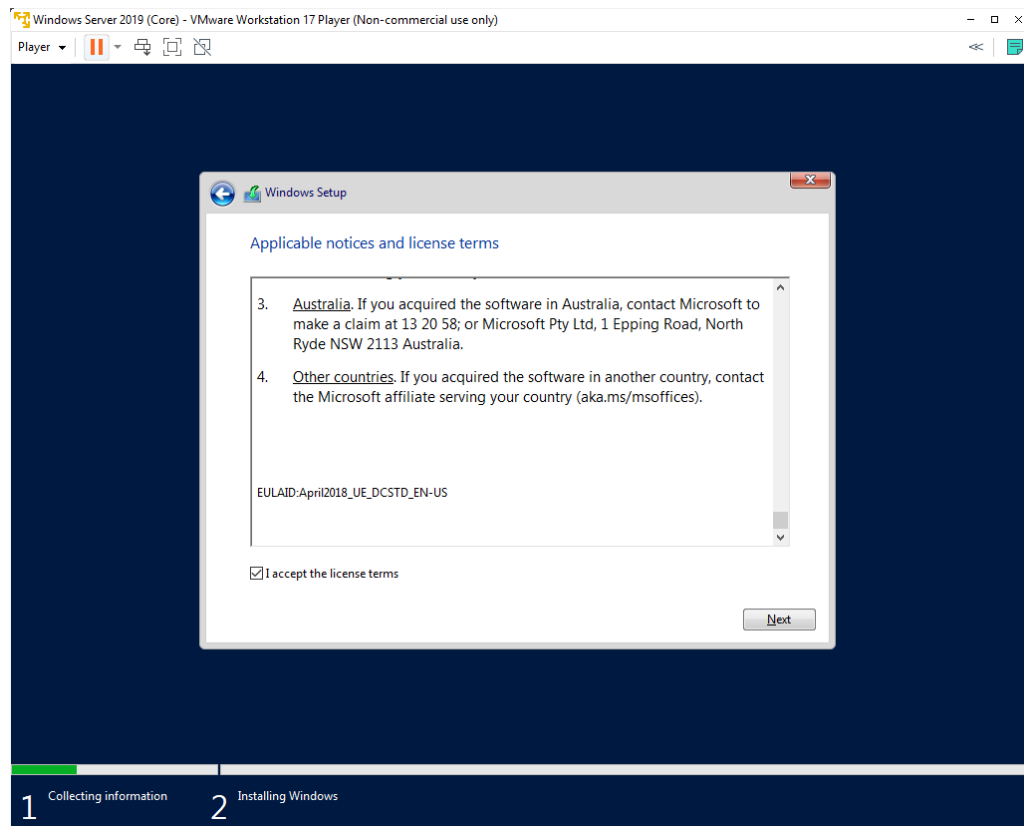 Windows Server 2019 (Core) - VMware Workstation 17 Player (Non-commercial use only)
Player
Windows Setup
Applicable notices and license terms
3. Australia. If you acquired the software in Australia, contact Microsoft to
make a claim at 13 20 58; or Microsoft Pty Ltd, 1 Epping Road, North
Ryde NSW 2113 Australia.
4. Other countries. If you acquired the software in another country, contact
the Microsoft affiliate serving your country (aka.ms/msoffices).
EULAID:April2018_UE_DCSTD_EN-US
I accept the license terms
Next
1 Collecting information
2 Installing Windows